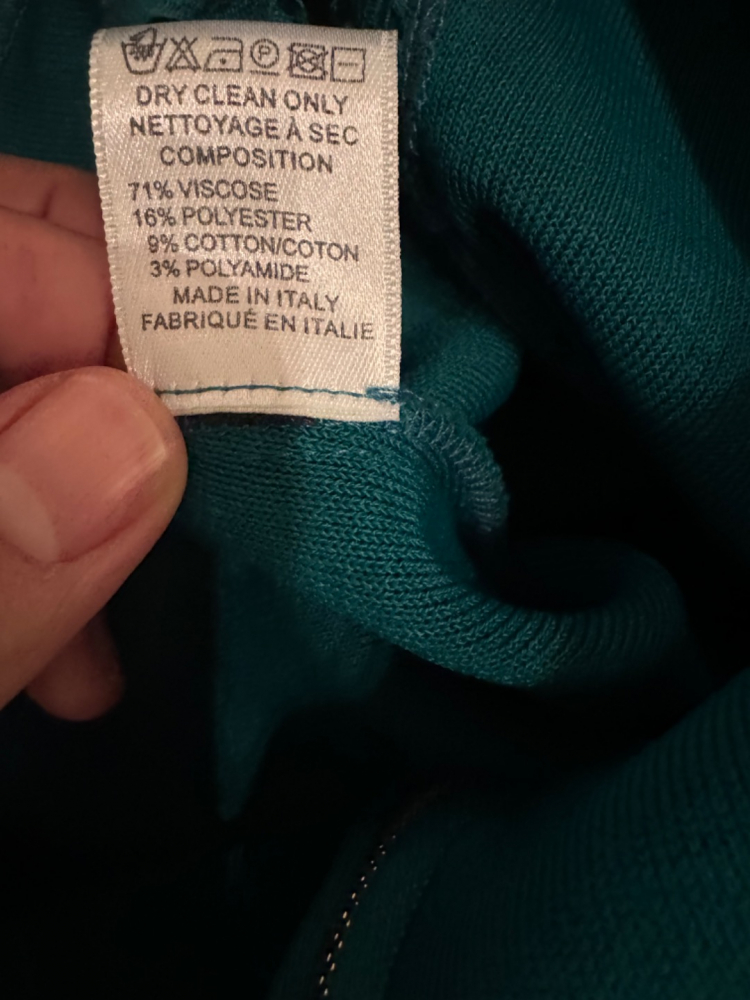 P
DRY CLEAN ONLY
NETTOYAGE À SEC
COMPOSITION
71% VISCOSE
16% POLYESTER
9% COTTON/COTON
3% POLYAMIDE
MADE IN ITALY
FABRIQUÉ EN ITALIE